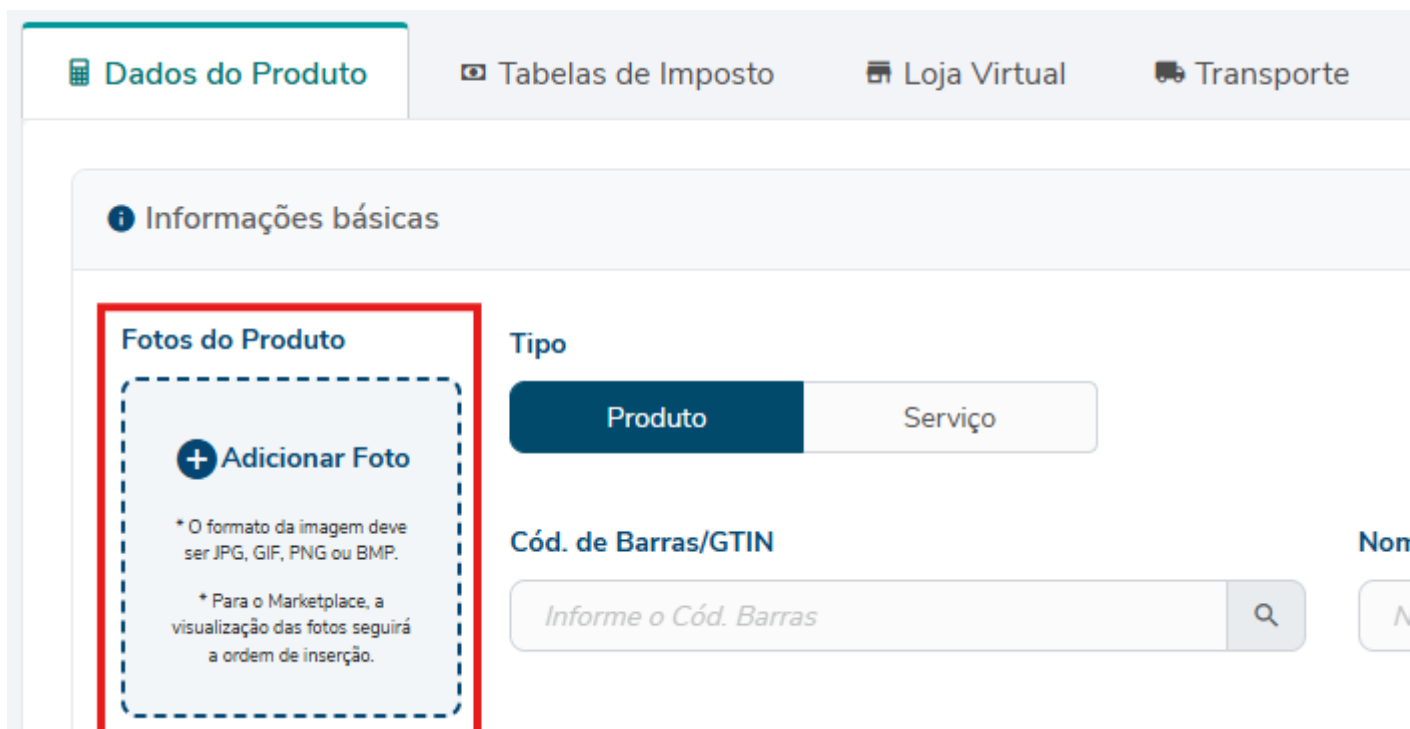 Dados do Produto
Tabelas de Imposto
Loja Virtual
Transporte
Informações básicas
Fotos do Produto
Adicionar Foto
* O formato da imagem deve
ser JPG, GIF, PNG ou BMP.
* Para o Marketplace, a
visualização das fotos seguirá
a ordem de inserção.
Tipo
Produto
Serviço
Cód. de Barras/GTIN
Informe o Cód. Barras